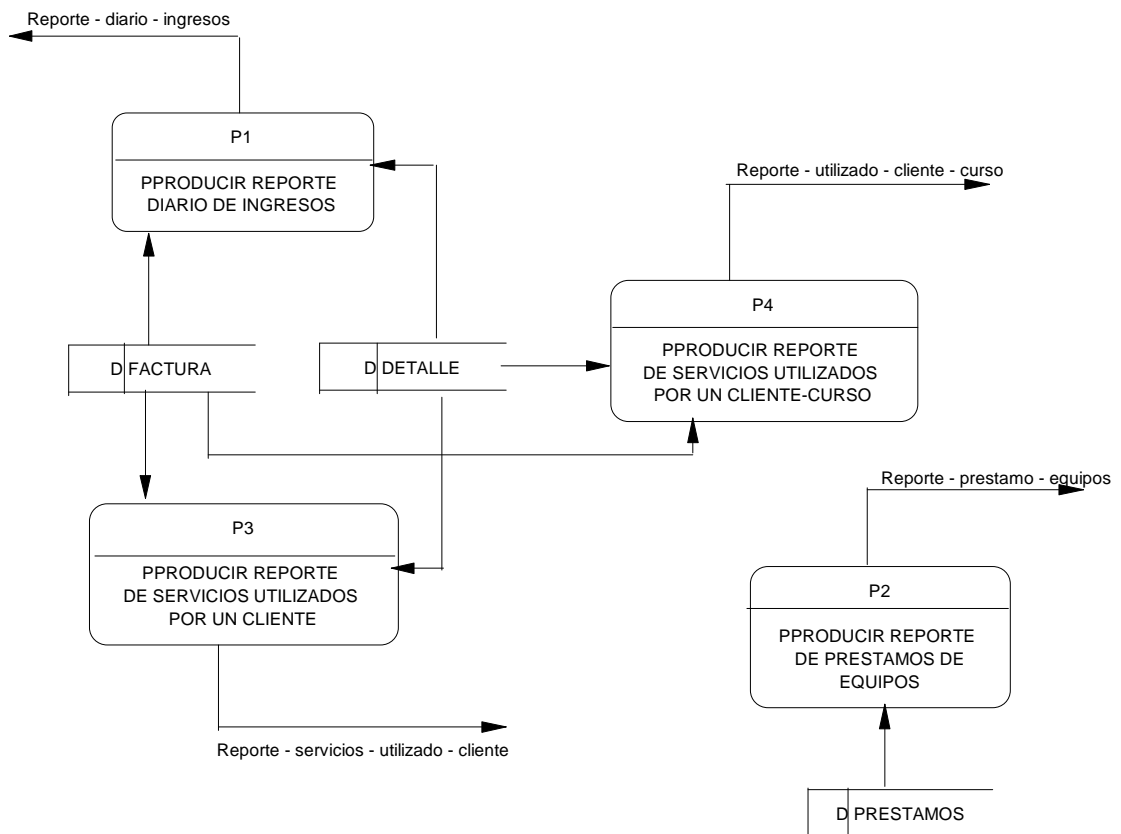 Reporte - diario - ingresos
P1
PPRODUCIR REPORTE
DIARIO DE INGRESOS
Reporte - utilizado - cliente - curso
P4
PPRODUCIR REPORTE
DE SERVICIOS UTILIZADOS
POR UN CLIENTE-CURSO
D FACTURA
D DETALLE
Reporte - prestamo - equipos
P3
PPRODUCIR REPORTE
DE SERVICIOS UTILIZADOS
POR UN CLIENTE
P2
PPRODUCIR REPORTE
DE PRESTAMOS DE
EQUIPOS
Reporte - servicios - utilizado - cliente
D PRESTAMOS